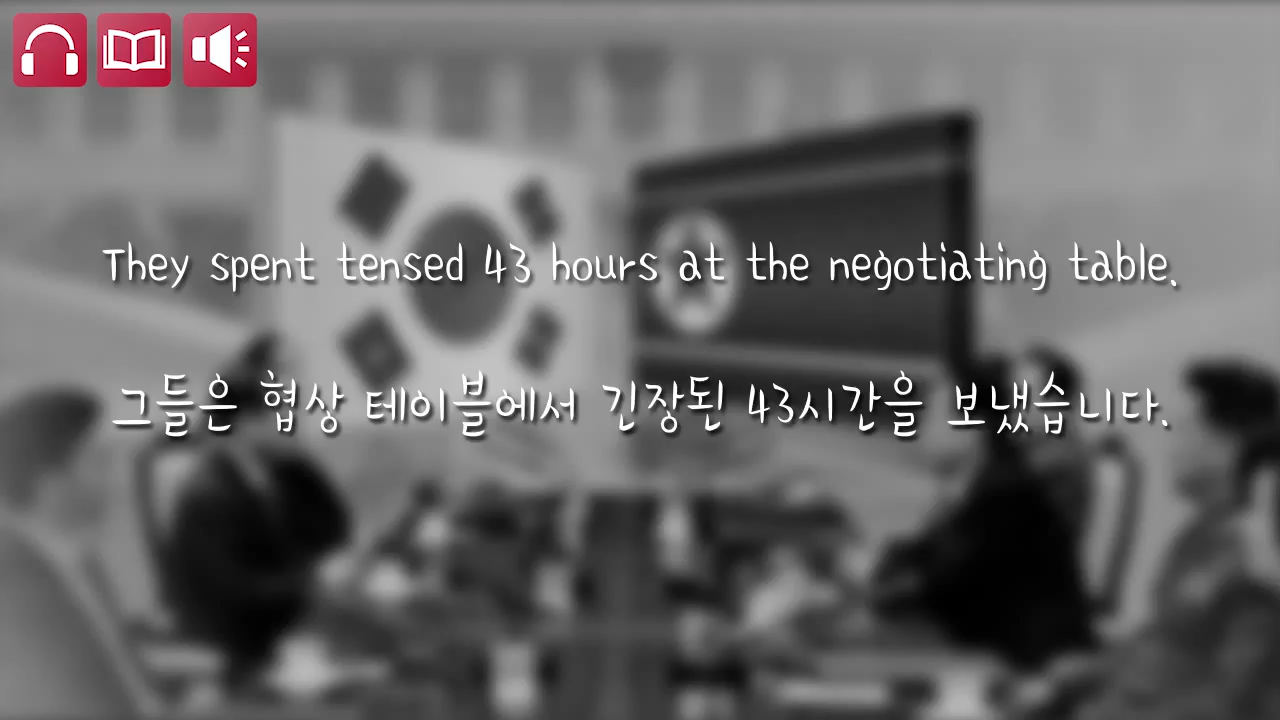 They spent tensed 43 hours at the negotiating table.
그들은 협상 테이블에서 긴장된 43시간을 보냈습니다.